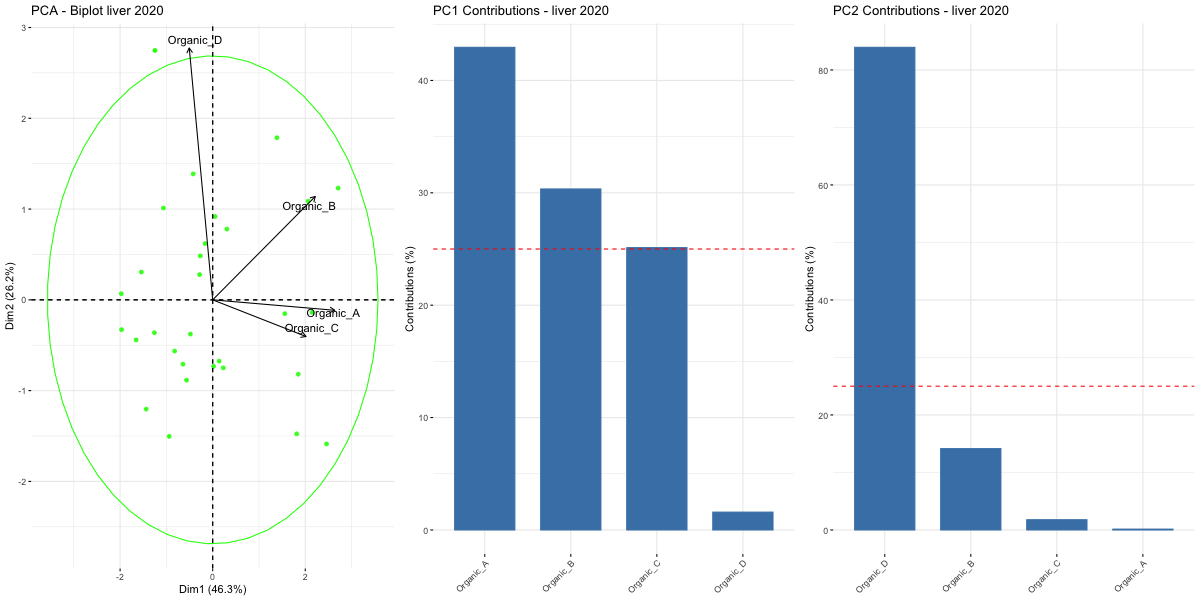 PCA - Biplot liver 2020
3
2
1
0
-1
-2
Dim2 (26.2%)
Organic_D
Organic_B
Organic_A
Organic_C
-2
0
2
Dim1 (46.3%)
PC1 Contributions - liver 2020
40
30
20
10
0
Contributions (%)
Organic_A
Organic_B
Organic_C
Organic_D
PC2 Contributions - liver 2020
80
60
40
20
0
Contributions (%)
Organic_D
Organic_B
Organic_C
Organic_A